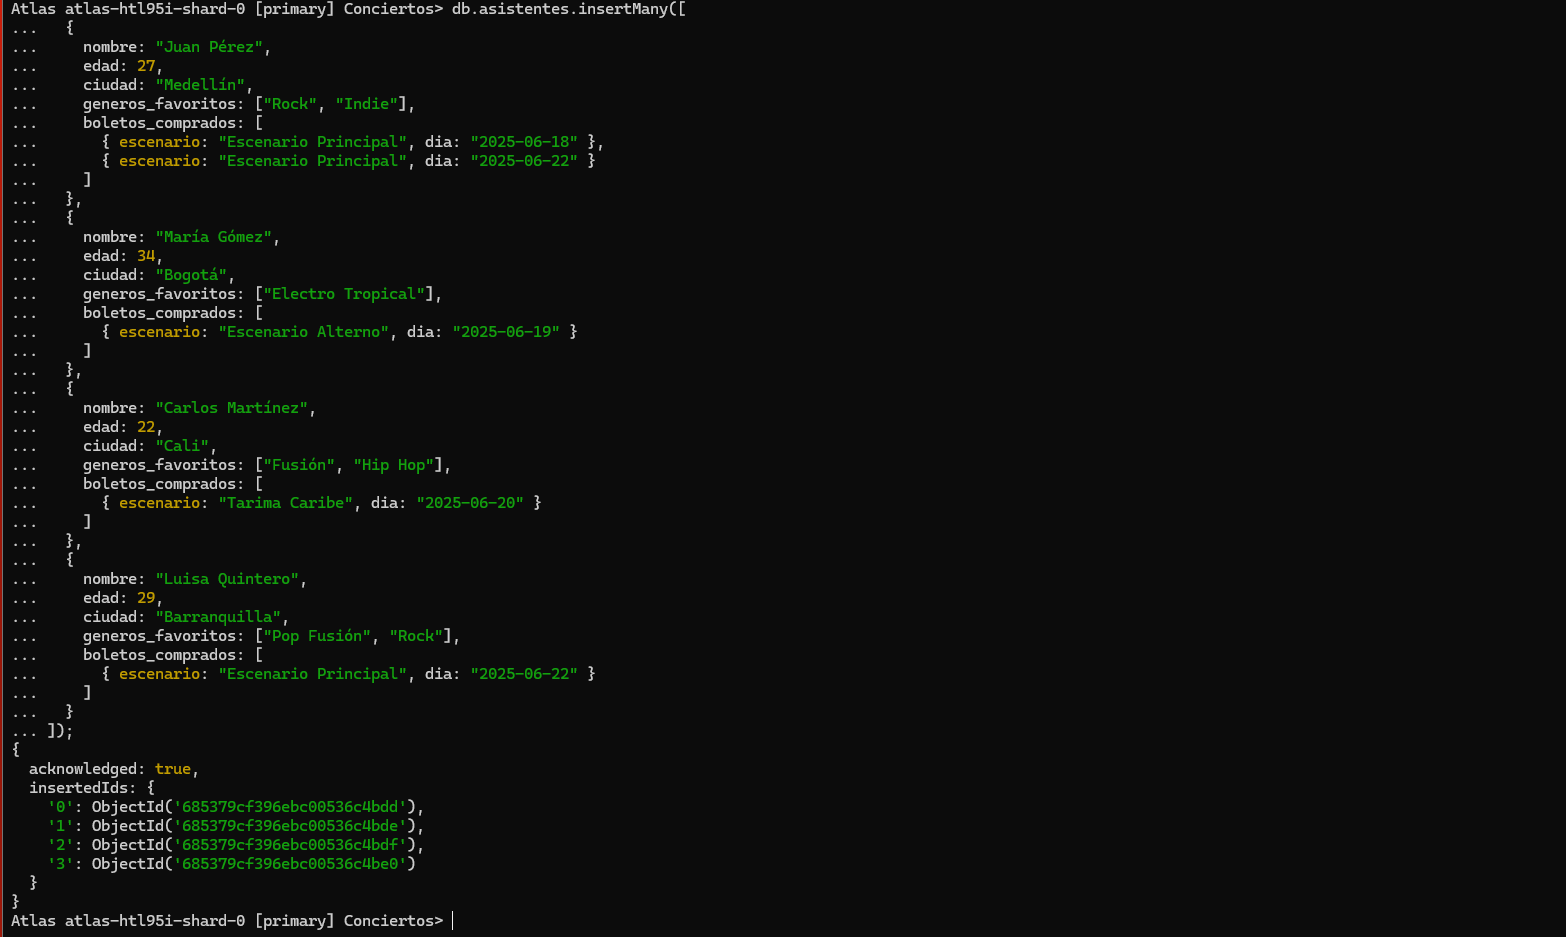 Atlas atlas-htl95i-shard-0 [primary] Conciertos> db.asistentes.insertMany([
...   {
...     nombre: "Juan Pérez",
...     edad: 27,
...     ciudad: "Medellín",
...     generos_favoritos: ["Rock", "Indie"],
...     boletos_comprados: [
...       { escenario: "Escenario Principal", dia: "2025-06-18" },
...       { escenario: "Escenario Principal", dia: "2025-06-22" }
...     ]
...   },
...   {
...     nombre: "María Gómez",
...     edad: 34,
...     ciudad: "Bogotá",
...     generos_favoritos: ["Electro Tropical"],
...     boletos_comprados: [
...       { escenario: "Escenario Alterno", dia: "2025-06-19" }
...     ]
...   },
...   {
...     nombre: "Carlos Martínez",
...     edad: 22,
...     ciudad: "Cali",
...     generos_favoritos: ["Fusión", "Hip Hop"],
...     boletos_comprados: [
...       { escenario: "Tarima Caribe", dia: "2025-06-20" }
...     ]
...   },
...   {
...     nombre: "Luisa Quintero",
...     edad: 29,
...     ciudad: "Barranquilla",
...     generos_favoritos: ["Pop Fusión", "Rock"],
...     boletos_comprados: [
...       { escenario: "Escenario Principal", dia: "2025-06-22" }
...     ]
...   }
... ]);
{
  acknowledged: true,
  insertedIds: {
    '0': ObjectId('685379cf396ebc00536c4bdd'),
    '1': ObjectId('685379cf396ebc00536c4bde'),
    '2': ObjectId('685379cf396ebc00536c4bdf'),
    '3': ObjectId('685379cf396ebc00536c4be0')
  }
}
Atlas atlas-htl95i-shard-0 [primary] Conciertos>